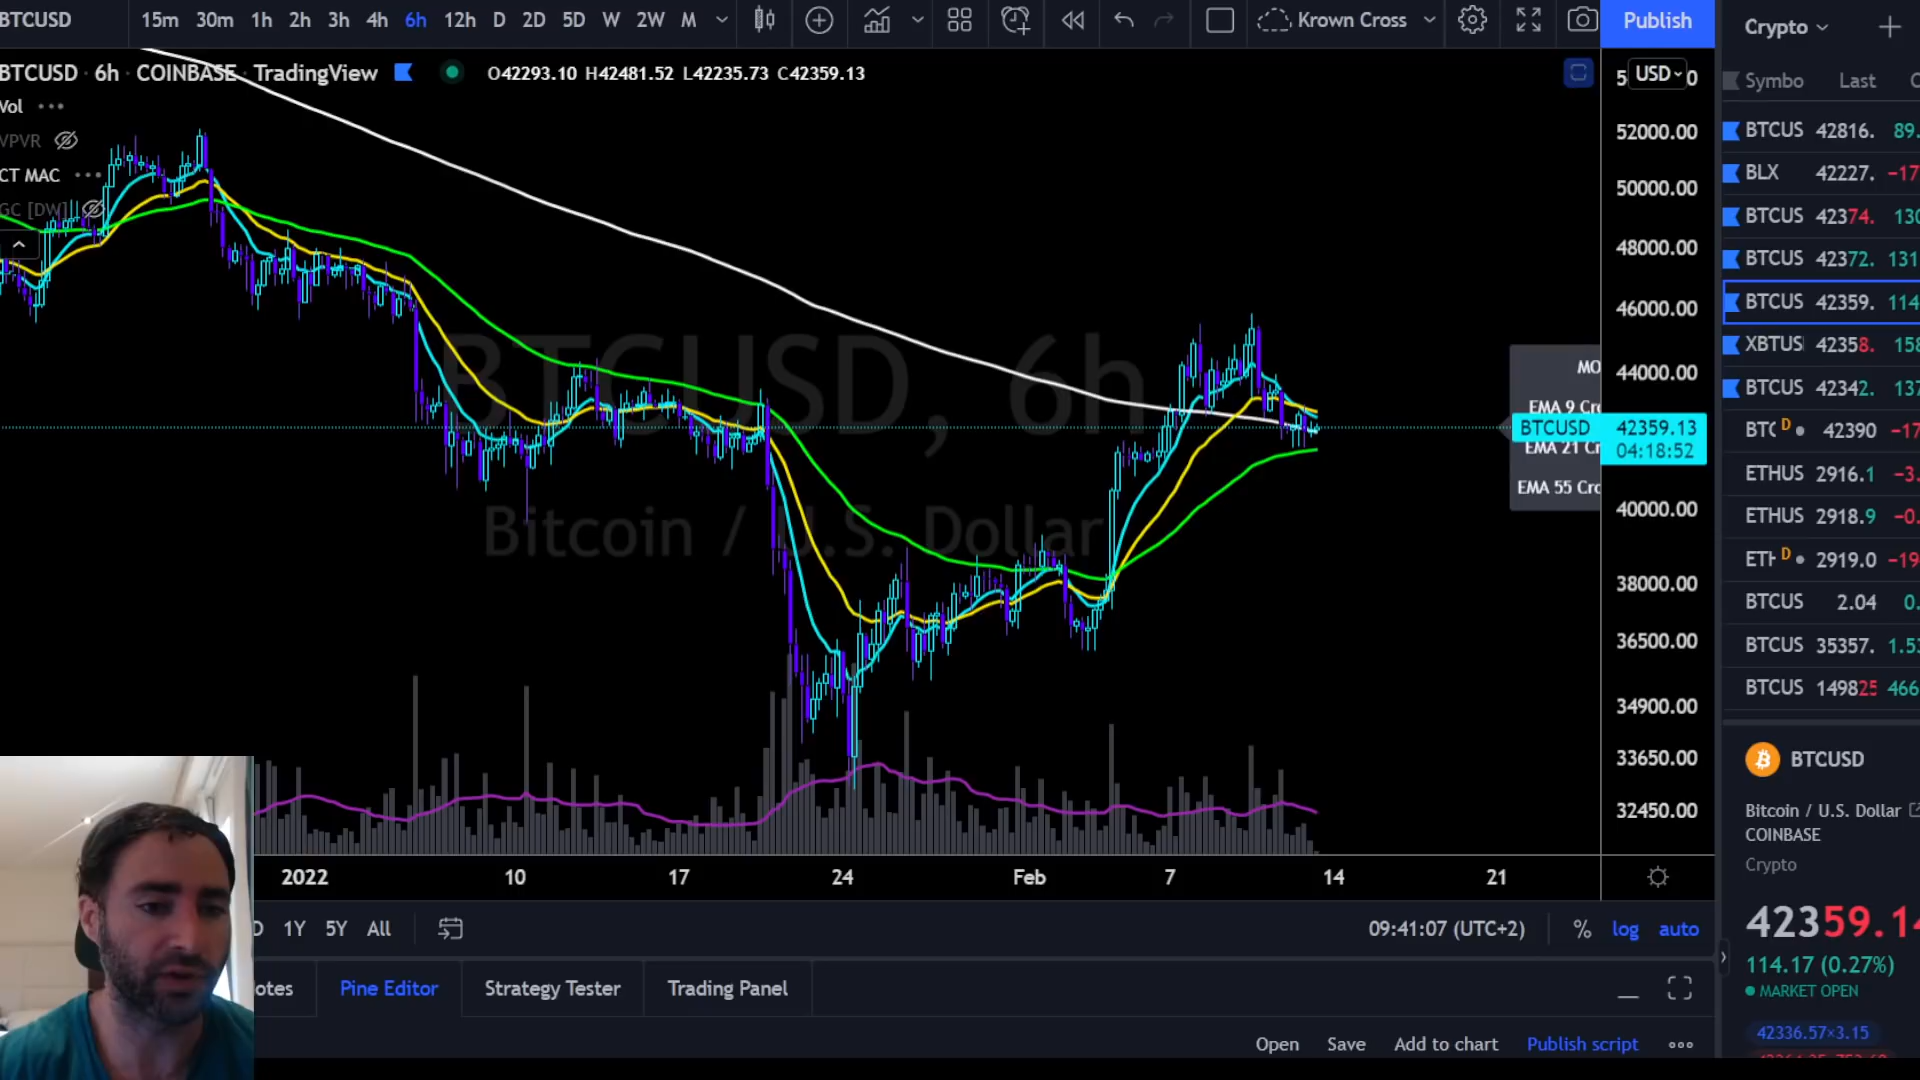 BTCUSD 15m 30m 1h 2h 3h 4h 6h 12h D 2D 5D W 2W M Krown Cross Publish
BTCUSD · 6h · COINBASE · TradingView O42293.10 H42481.52 L42235.73 C42359.13
Vol
VPVR
CT MAC
GC [DW]
USD
52000.00
50000.00
48000.00
46000.00
44000.00
BTCUSD 42359.13
04:18:52
40000.00
38000.00
36500.00
34900.00
33650.00
32450.00
MO
EMA 9 Cr
EMA 21 C
EMA 55 Cro
BTCUSD, 6h
Bitcoin / U.S. Dollar
2022 10 17 24 Feb 7 14 21
D 1Y 5Y All 09:41:07 (UTC+2) % log auto
otes Pine Editor Strategy Tester Trading Panel
Open Save Add to chart Publish script
Crypto
Symbo Last C
BTCUS 42816. 89.
BLX 42227. −17
BTCUS 42374. 130
BTCUS 42372. 131
BTCUS 42359. 114
XBTUS 42358. 158
BTCUS 42342. 137
BTC D 42390 −17
ETHUS 2916.1 −3.
ETHUS 2918.9 −0.
ETH D 2919.0 −19
BTCUS 2.04 0.
BTCUS 35357. 1.53
BTCUS 149825 466
BTCUSD
Bitcoin / U.S. Dollar
COINBASE
Crypto
42359.14
114.17 (0.27%)
MARKET OPEN
42336.57×3.15